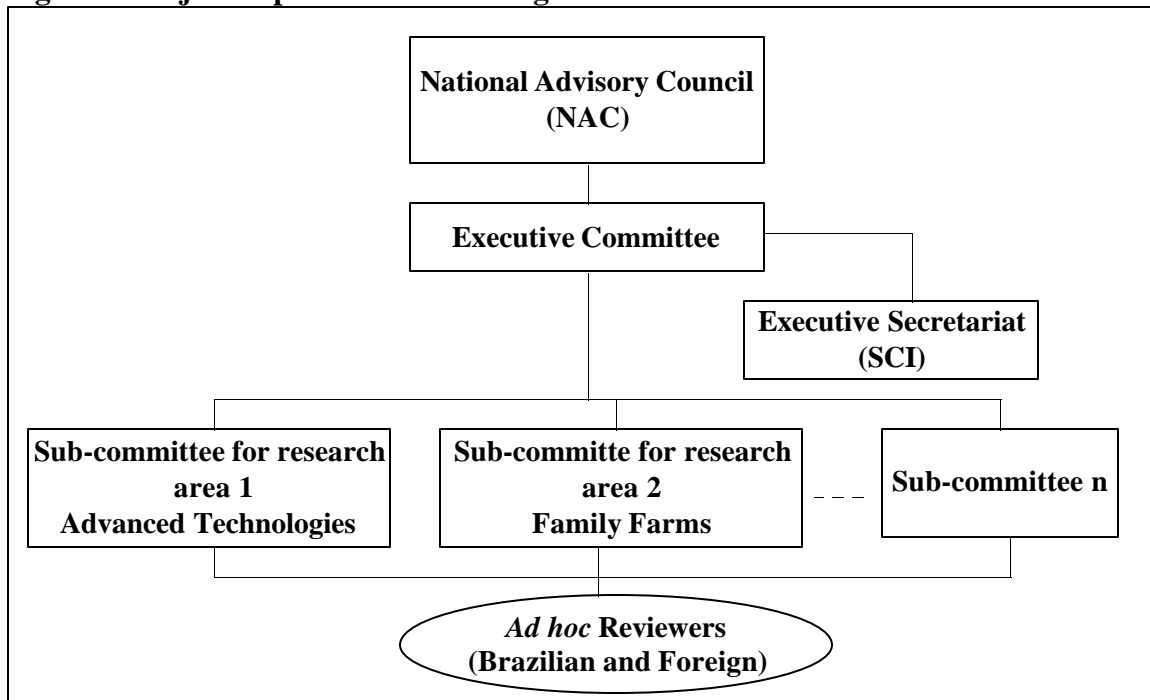 National Advisory Council
(NAC)
Executive Committee
Executive Secretariat
(SCI)
Sub-committee for research
area 1
Advanced Technologies
Sub-committe for research
area 2
Family Farms
Sub-committee n
Ad hoc Reviewers
(Brazilian and Foreign)